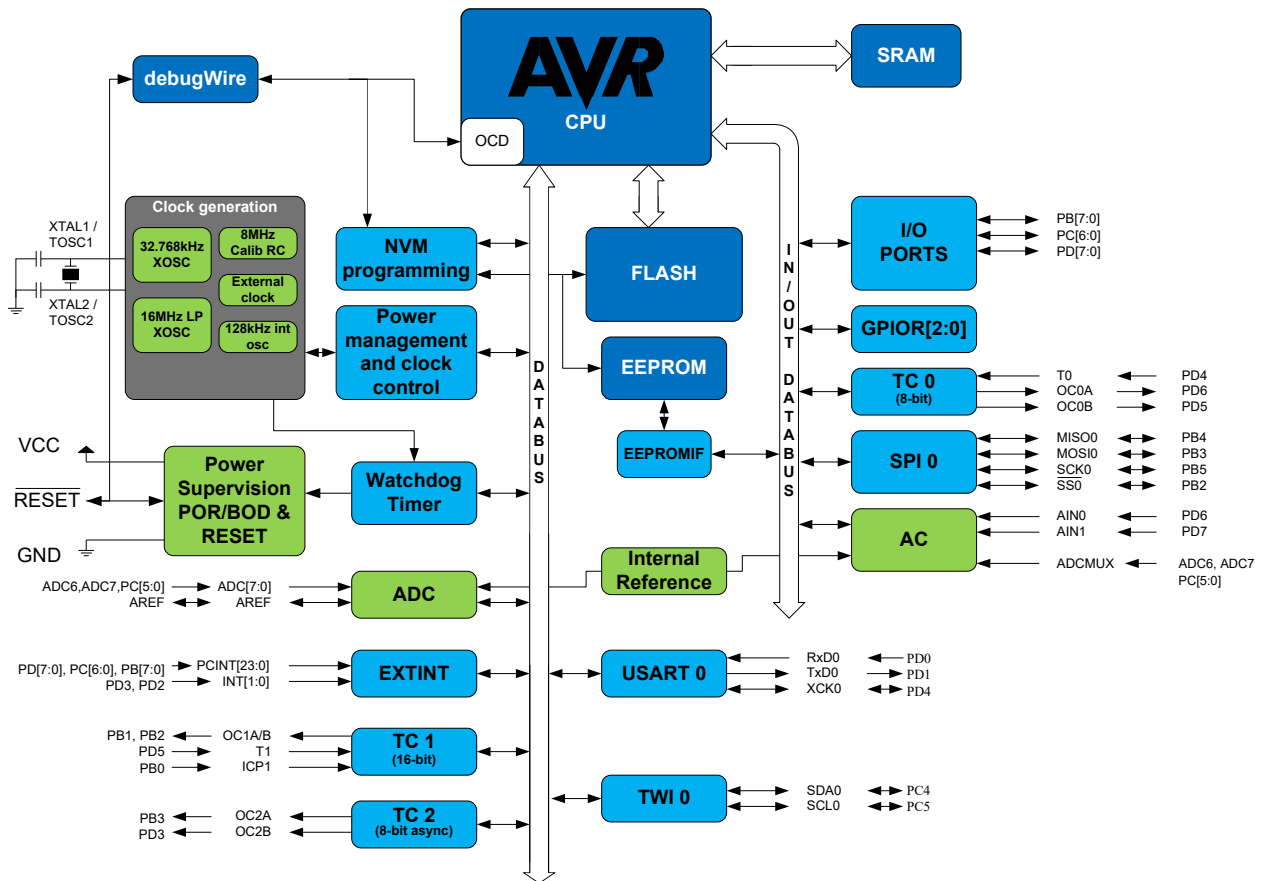 AVR
CPU
OCD
SRAM
debugWire
Clock generation
32.768kHz
XOSC
8MHz
Calib RC
16MHz LP
XOSC
External
clock
128kHz int
osc
XTAL1 /
TOSC1
XTAL2 /
TOSC2
NVM
programming
Power
management
and clock
control
FLASH
EEPROM
EEPROMIF
DATABUS
IN/OUT DATABUS
I/O
PORTS
PB[7:0]
PC[6:0]
PD[7:0]
GPIOR[2:0]
TC 0
(8-bit)
T0 PD4
OC0A PD6
OC0B PD5
SPI 0
MISO0 PB4
MOSI0 PB3
SCK0 PB5
SS0 PB2
AC
AIN0 PD6
AIN1 PD7
ADCMUX ADC6, ADC7
PC[5:0]
VCC
RESET
GND
Power
Supervision
POR/BOD &
RESET
Watchdog
Timer
Internal
Reference
ADC6,ADC7,PC[5:0] ADC[7:0]
AREF AREF
ADC
PD[7:0], PC[6:0], PB[7:0] PCINT[23:0]
PD3, PD2 INT[1:0]
EXTINT
USART 0
RxD0 PD0
TxD0 PD1
XCK0 PD4
PB1, PB2 OC1A/B
PD5 T1
PB0 ICP1
TC 1
(16-bit)
TWI 0
SDA0 PC4
SCL0 PC5
PB3 OC2A
PD3 OC2B
TC 2
(8-bit async)